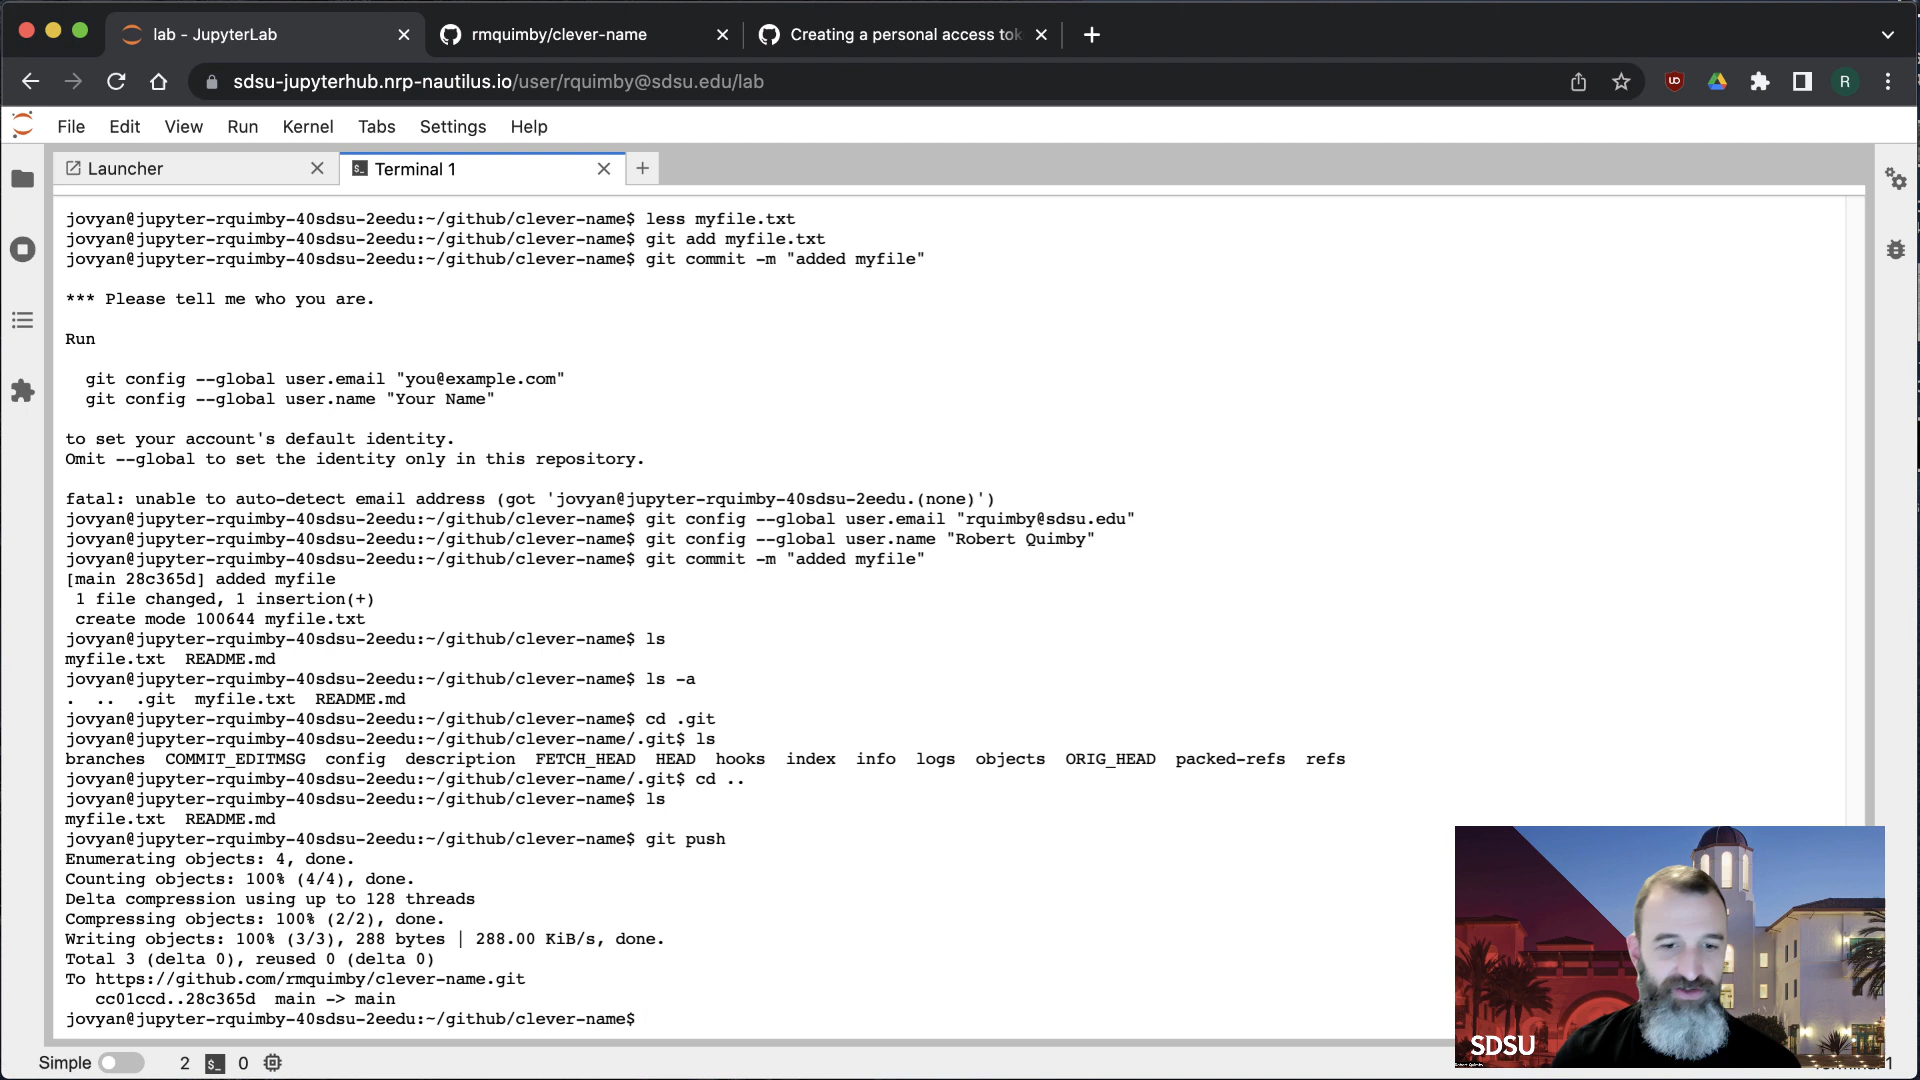 lab - JupyterLab
rmquimby/clever-name
Creating a personal access tok
sdsu-jupyterhub.nrp-nautilus.io/user/rquimby@sdsu.edu/lab
R
File Edit View Run Kernel Tabs Settings Help
Launcher
Terminal 1
jovyan@jupyter-rquimby-40sdsu-2eedu:~/github/clever-name$ less myfile.txt
jovyan@jupyter-rquimby-40sdsu-2eedu:~/github/clever-name$ git add myfile.txt
jovyan@jupyter-rquimby-40sdsu-2eedu:~/github/clever-name$ git commit -m "added myfile"
*** Please tell me who you are.
Run
git config --global user.email "you@example.com"
git config --global user.name "Your Name"
to set your account's default identity.
Omit --global to set the identity only in this repository.
fatal: unable to auto-detect email address (got 'jovyan@jupyter-rquimby-40sdsu-2eedu.(none)')
jovyan@jupyter-rquimby-40sdsu-2eedu:~/github/clever-name$ git config --global user.email "rquimby@sdsu.edu"
jovyan@jupyter-rquimby-40sdsu-2eedu:~/github/clever-name$ git config --global user.name "Robert Quimby"
jovyan@jupyter-rquimby-40sdsu-2eedu:~/github/clever-name$ git commit -m "added myfile"
[main 28c365d] added myfile
1 file changed, 1 insertion(+)
create mode 100644 myfile.txt
jovyan@jupyter-rquimby-40sdsu-2eedu:~/github/clever-name$ ls
myfile.txt README.md
jovyan@jupyter-rquimby-40sdsu-2eedu:~/github/clever-name$ ls -a
. .. .git myfile.txt README.md
jovyan@jupyter-rquimby-40sdsu-2eedu:~/github/clever-name$ cd .git
jovyan@jupyter-rquimby-40sdsu-2eedu:~/github/clever-name/.git$ ls
branches COMMIT_EDITMSG config description FETCH_HEAD HEAD hooks index info logs objects ORIG_HEAD packed-refs refs
jovyan@jupyter-rquimby-40sdsu-2eedu:~/github/clever-name/.git$ cd ..
jovyan@jupyter-rquimby-40sdsu-2eedu:~/github/clever-name$ ls
myfile.txt README.md
jovyan@jupyter-rquimby-40sdsu-2eedu:~/github/clever-name$ git push
Enumerating objects: 4, done.
Counting objects: 100% (4/4), done.
Delta compression using up to 128 threads
Compressing objects: 100% (2/2), done.
Writing objects: 100% (3/3), 288 bytes | 288.00 KiB/s, done.
Total 3 (delta 0), reused 0 (delta 0)
To https://github.com/rmquimby/clever-name.git
cc01ccd..28c365d main -> main
jovyan@jupyter-rquimby-40sdsu-2eedu:~/github/clever-name$
SDSU
Simple 2 0
1